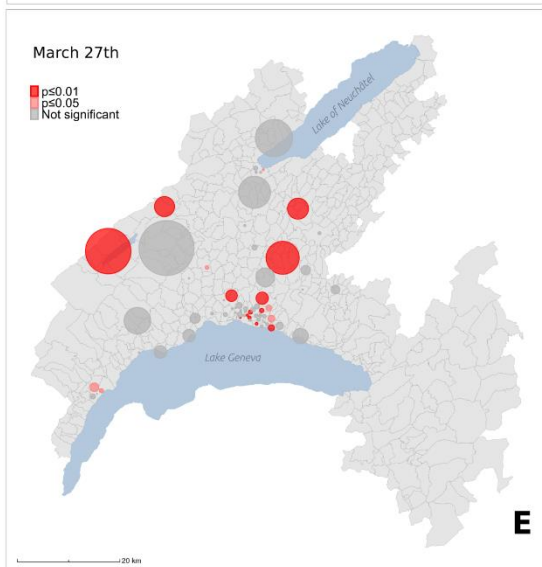 March 27th
p≤0.01
p≤0.05
Not significant
Lake of Neuchâtel
Lake Geneva
E
20 km